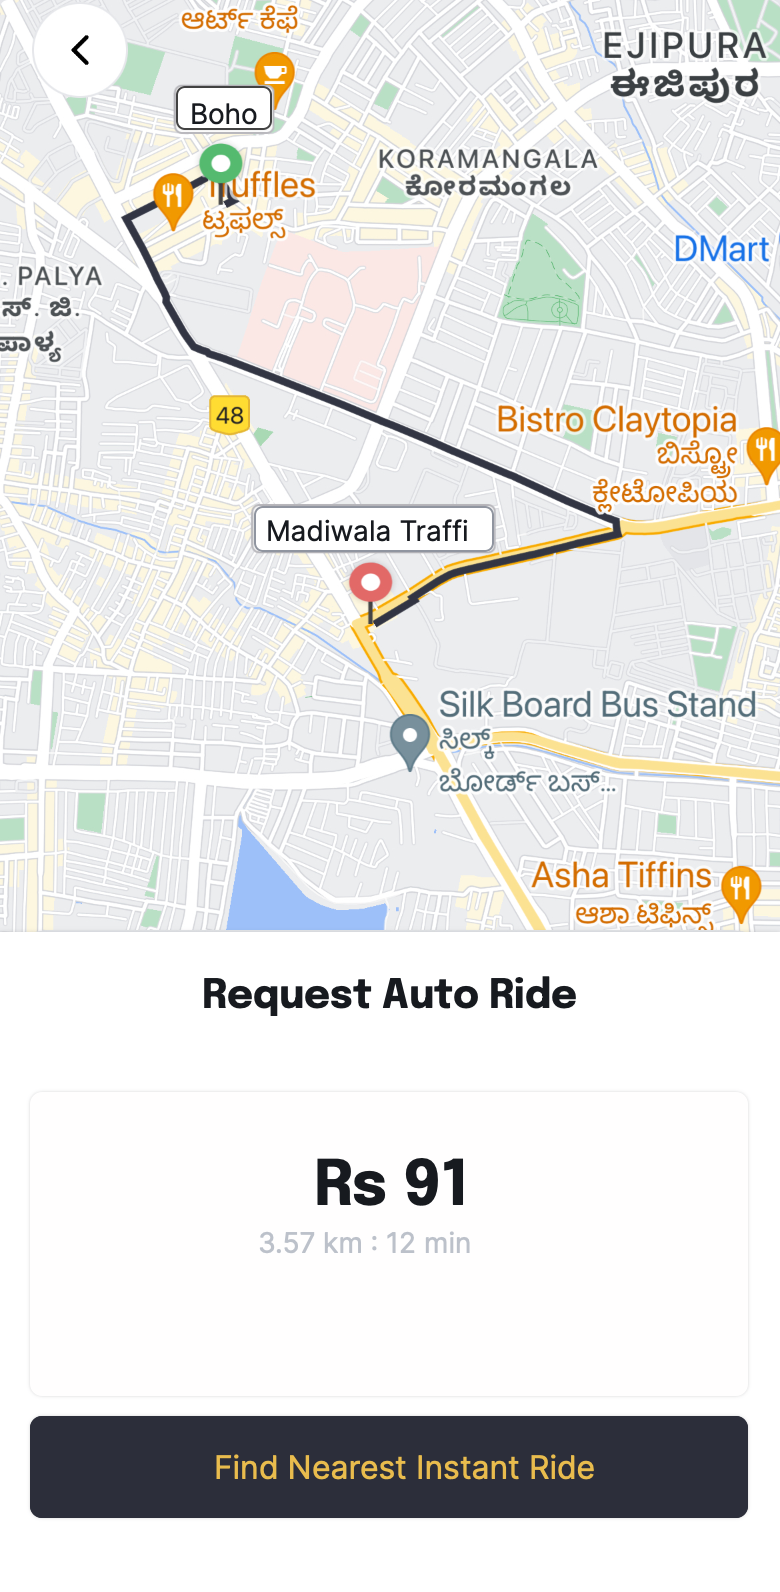 ಆರ್ಟ್ ಕೆಫೆ
EJIPURA
ಈಜಿಪುರ
Boho
KORAMANGALA
ಕೋರಮಂಗಲ
uffles
ಟ್ರಫಲ್ಸ್
DMart
. PALYA
ಸ್. ಜಿ.
ಪಾಳ್ಯ
48
Bistro Claytopia
ಬಿಸ್ಟ್ರೋ
ಕ್ಲೇಟೋಪಿಯ
Madiwala Traffi
Silk Board Bus Stand
ಸಿಲ್ಕ್
ಬೋರ್ಡ್ ಬಸ್...
Asha Tiffins
ಆಶಾ ಟಿಫಿನ್ಸ್
Request Auto Ride
Rs 91
3.57 km : 12 min
Find Nearest Instant Ride